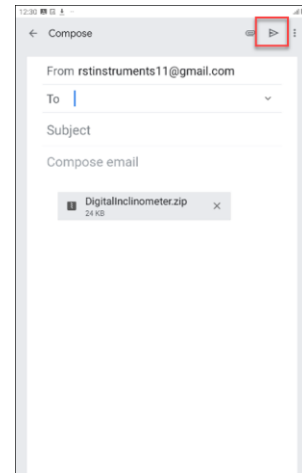 12:30
Compose
From rstinstruments11@gmail.com
To
Subject
Compose email
DigitalInclinometer.zip
24 KB